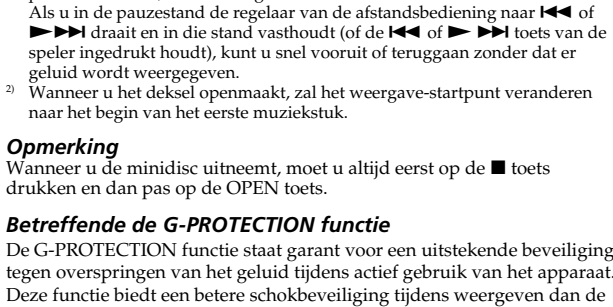 Als u in de pauzestand de regelaar van de afstandsbediening naar ⏮ of
▶⏭ draait en in die stand vasthoudt (of de ⏮ of ▶ ⏭ toets van de
speler ingedrukt houdt), kunt u snel vooruit of teruggaan zonder dat er
geluid wordt weergegeven.
2) Wanneer u het deksel openmaakt, zal het weergave-startpunt veranderen
naar het begin van het eerste muziekstuk.
Opmerking
Wanneer u de minidisc uitneemt, moet u altijd eerst op de ■ toets
drukken en dan pas op de OPEN toets.
Betreffende de G-PROTECTION functie
De G-PROTECTION functie staat garant voor een uitstekende beveiliging
tegen overspringen van het geluid tijdens actief gebruik van het apparaat.
Deze functie biedt een betere schokbeveiliging tijdens weergeven dan de